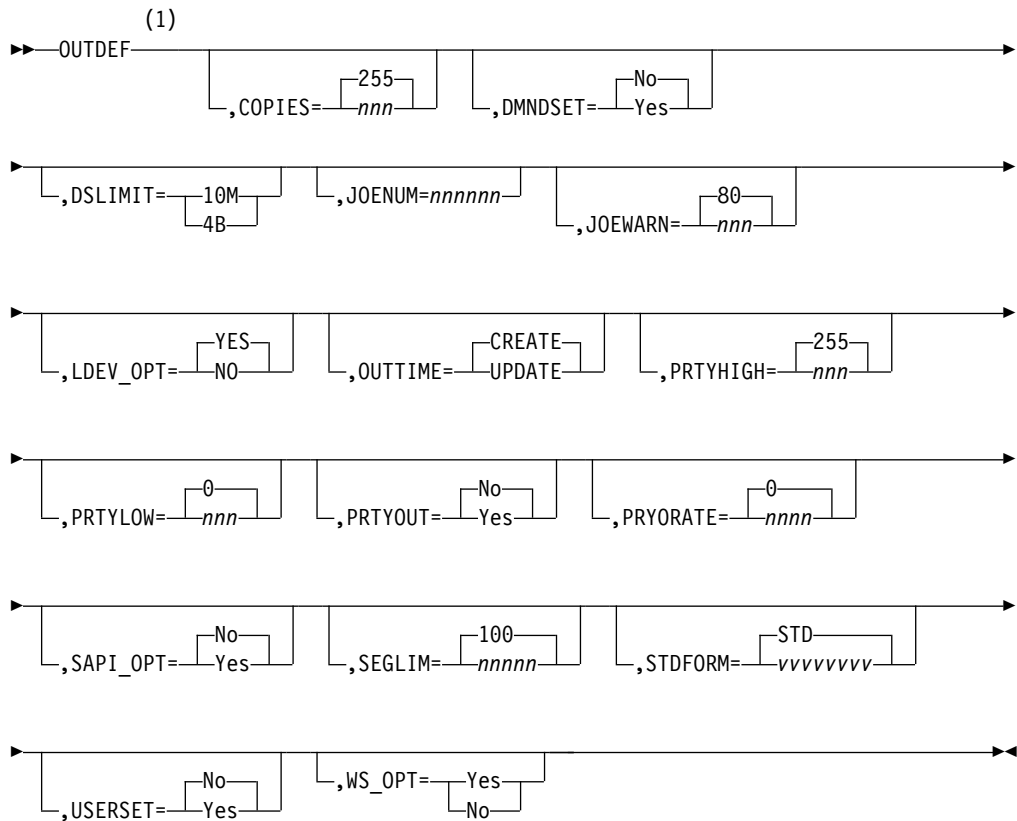 (1)
OUTDEF
255 No
,COPIES= nnn ,DMNDSET= Yes
,DSLIMIT= 10M ,JOENUM=nnnnnn 80
4B ,JOEWARN= nnn
YES CREATE 255
,LDEV_OPT= NO ,OUTTIME= UPDATE ,PRTYHIGH= nnn
0 No 0
,PRTYLOW= nnn ,PRTYOUT= Yes ,PRYORATE= nnnn
No 100 STD
,SAPI_OPT= Yes ,SEGLIM= nnnnn ,STDFORM= vvvvvvvv
No ,WS_OPT= Yes
,USERSET= Yes No